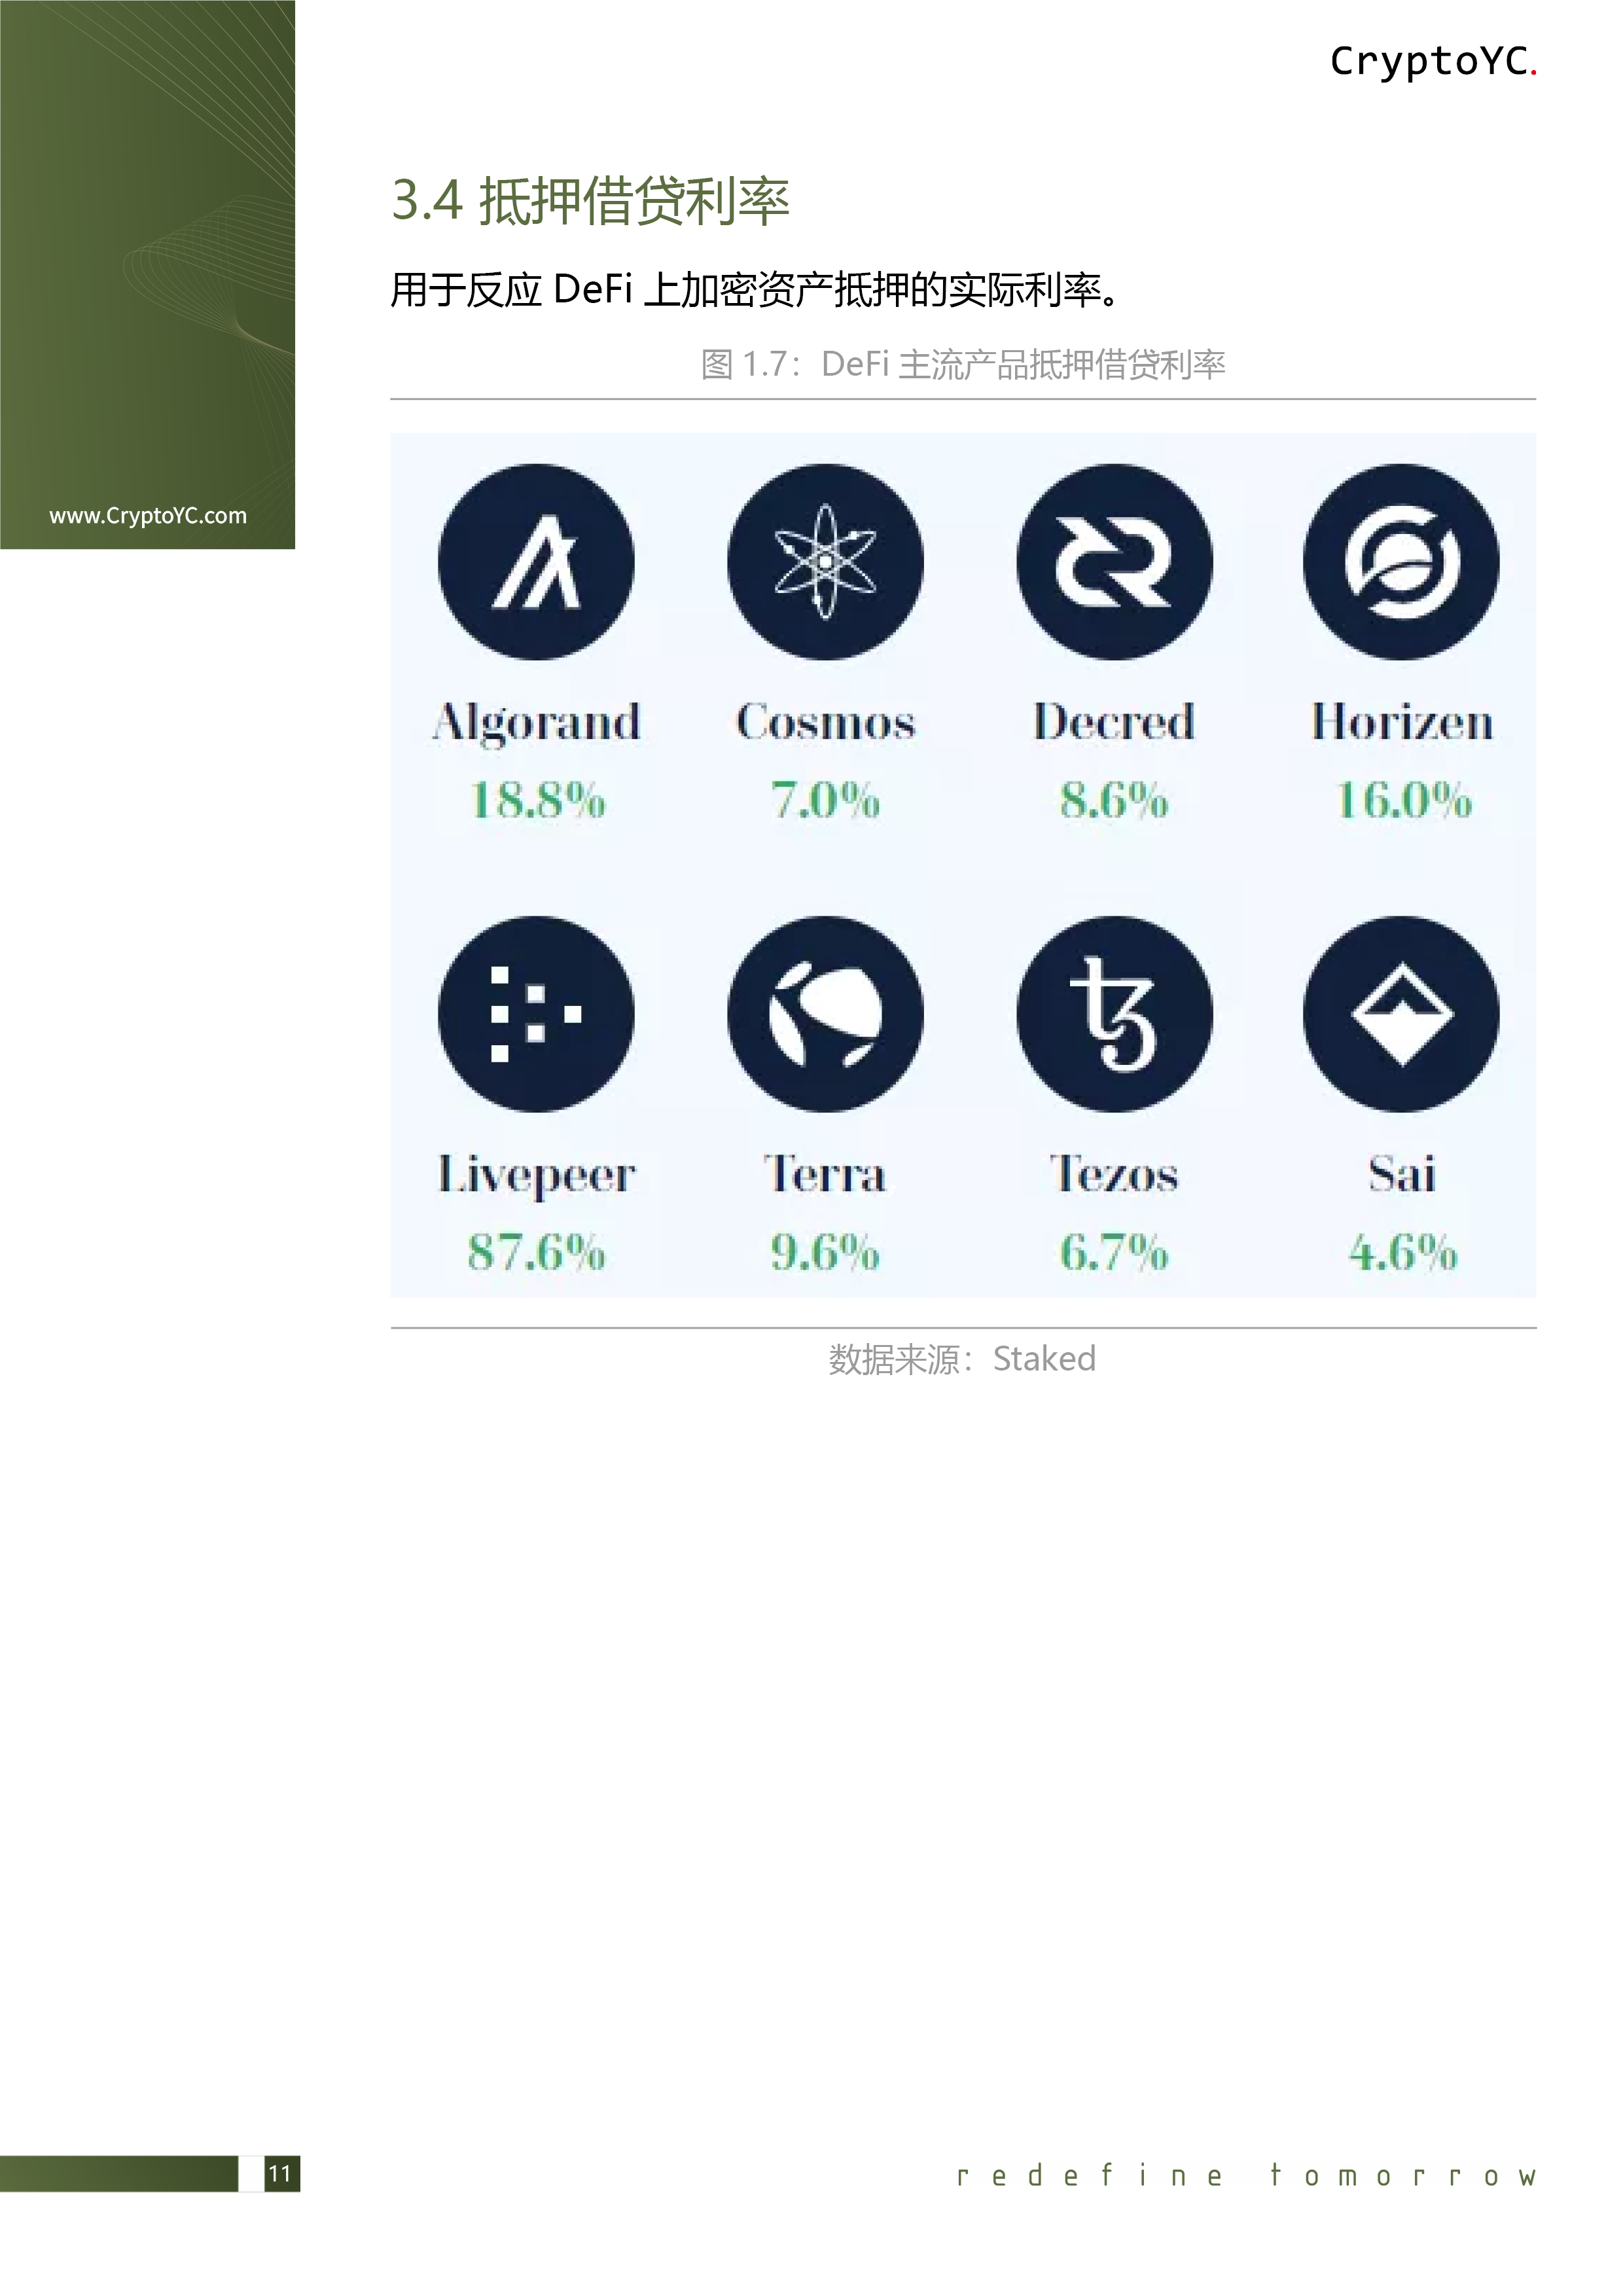 CryptoYC.
www.CryptoYC.com
3.4 抵押借贷利率
用于反应 DeFi 上加密资产抵押的实际利率。
图 1.7：DeFi 主流产品抵押借贷利率
Algorand Cosmos Decred Horizen
18.8% 7.0% 8.6% 16.0%
Livepeer Terra Tezos Sai
87.6% 9.6% 6.7% 4.6%
数据来源：Staked
11
redefine tomorrow